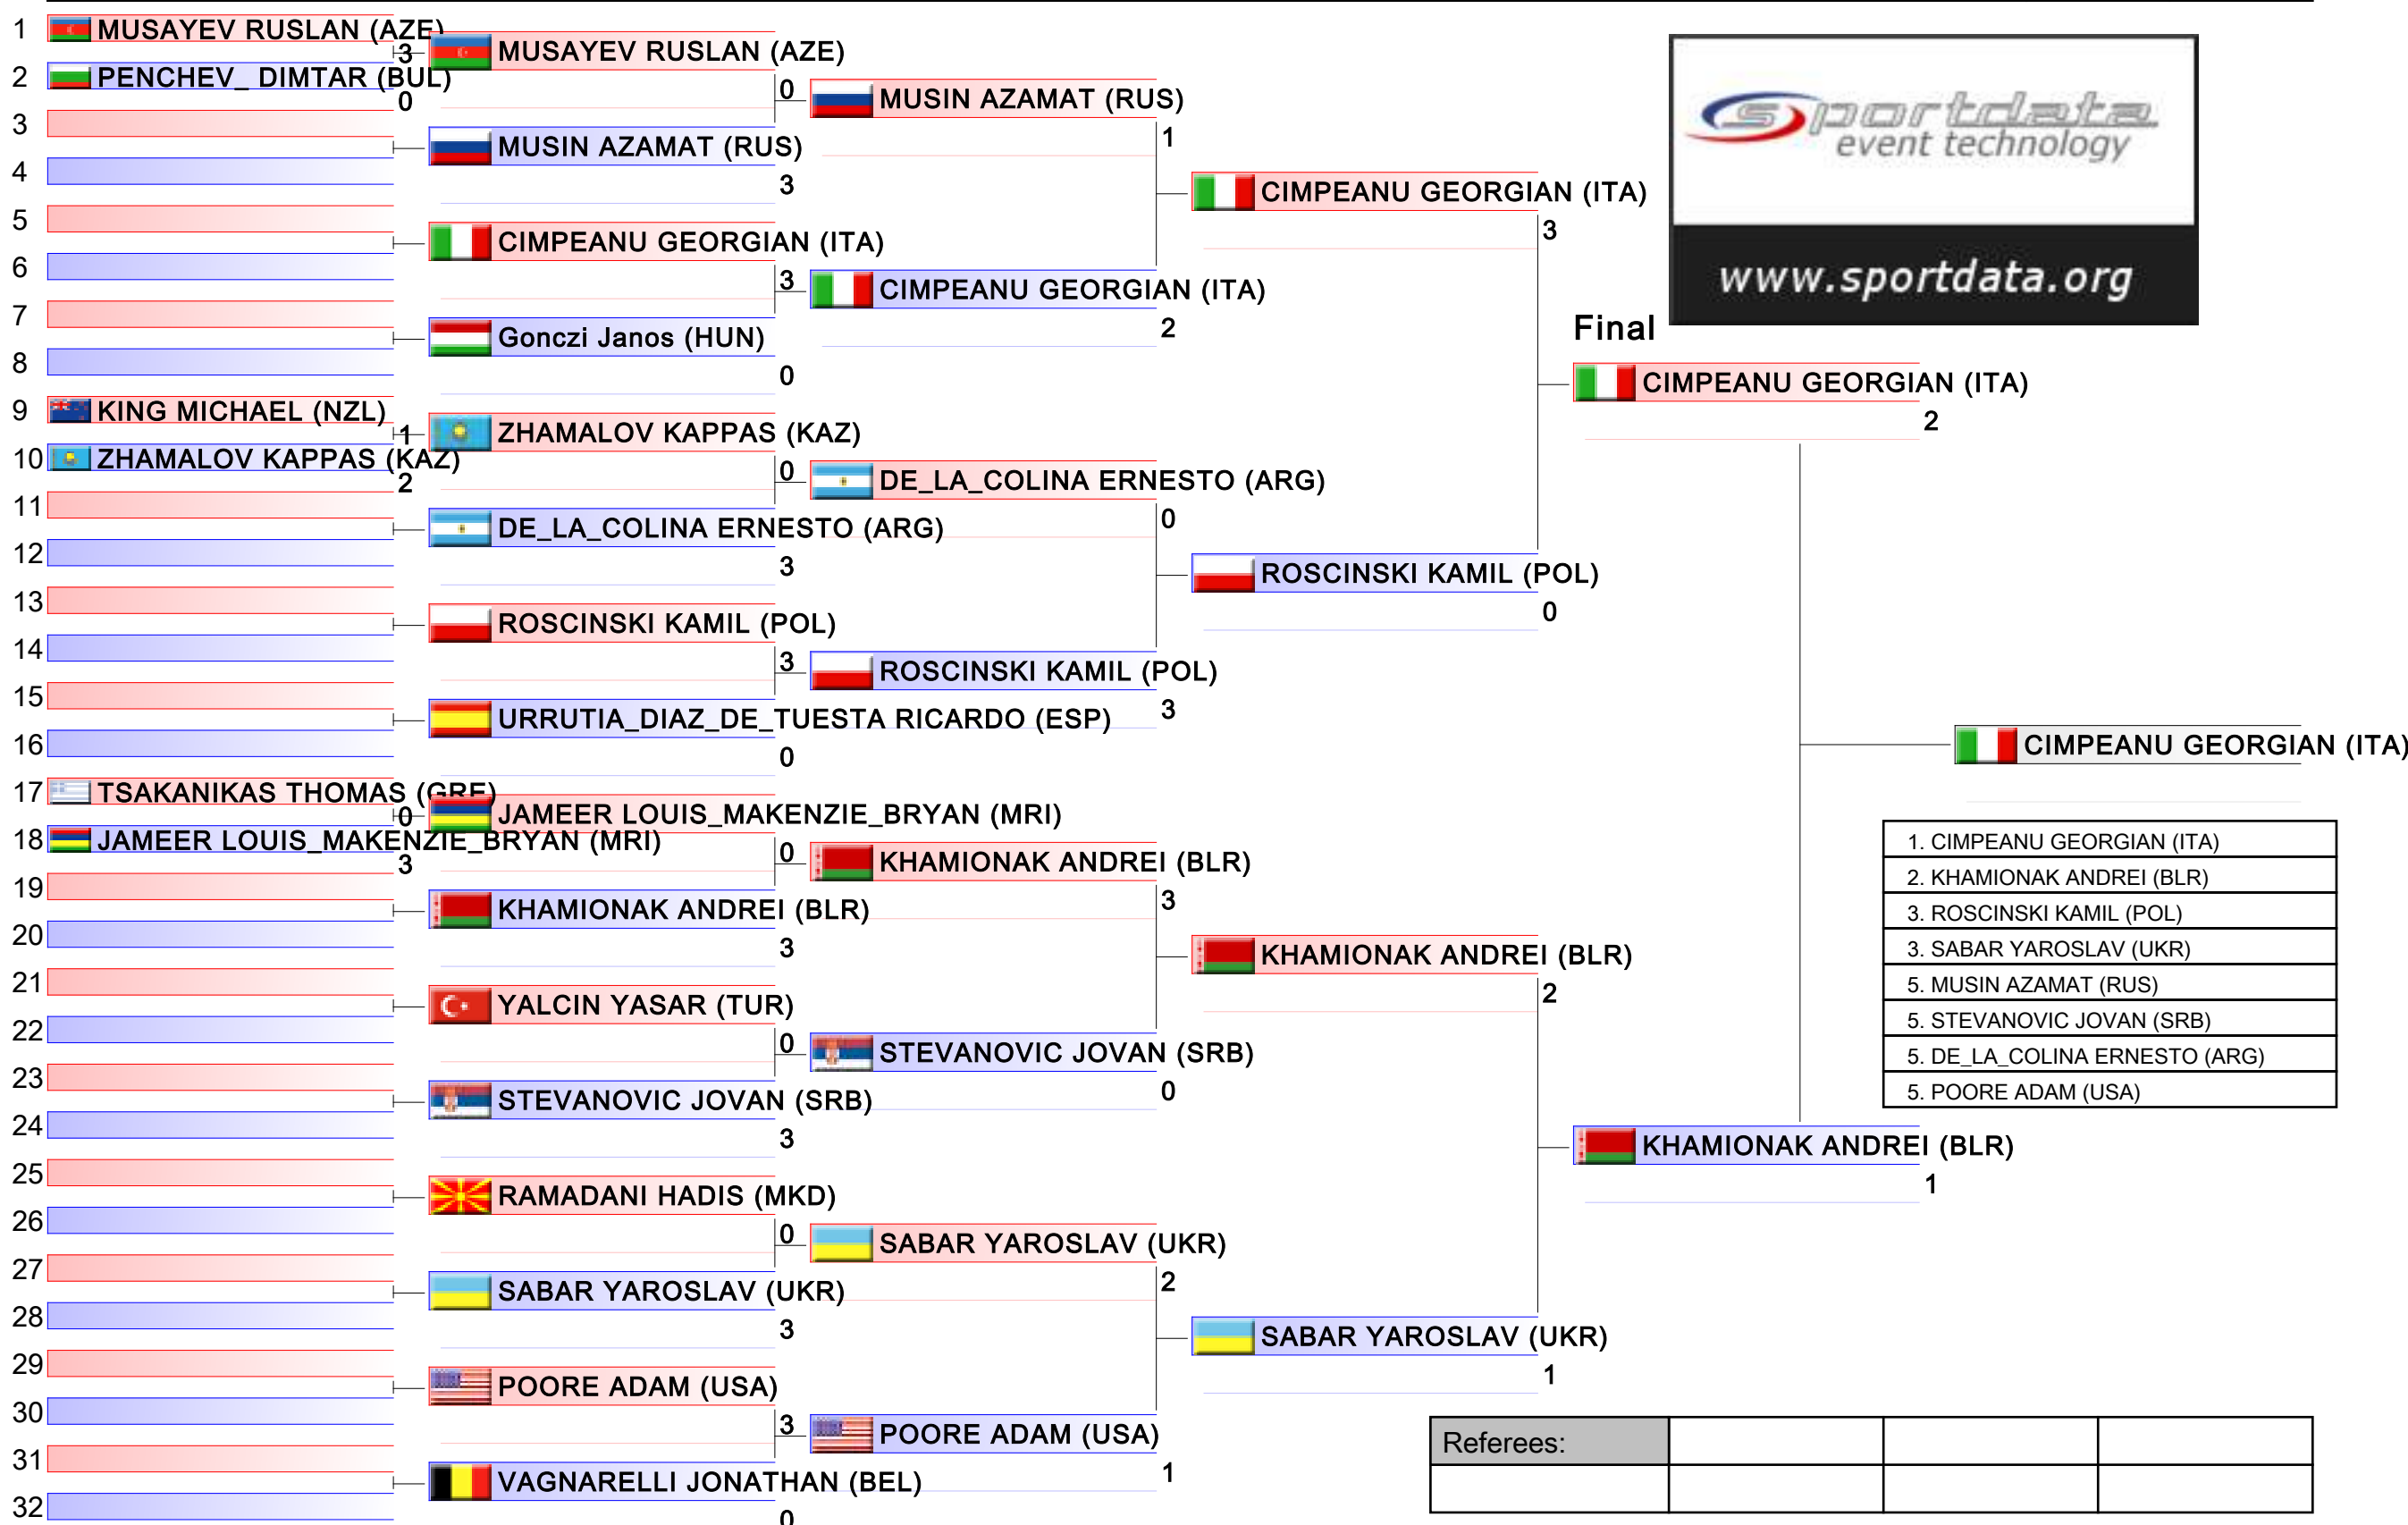 1 MUSAYEV RUSLAN (AZE)
3
2 PENCHEV_ DIMTAR (BUL)
0
3
4
5
6
7
8
9 KING MICHAEL (NZL)
1
10 ZHAMALOV KAPPAS (KAZ)
2
11
12
13
14
15
16
17 TSAKANIKAS THOMAS (GRE)
0
18 JAMEER LOUIS_MAKENZIE_BRYAN (MRI)
3
19
20
21
22
23
24
25
26
27
28
29
30
31
32
MUSAYEV RUSLAN (AZE)
0
MUSIN AZAMAT (RUS)
3
CIMPEANU GEORGIAN (ITA)
3
Gonczi Janos (HUN)
0
ZHAMALOV KAPPAS (KAZ)
0
DE_LA_COLINA ERNESTO (ARG)
3
ROSCINSKI KAMIL (POL)
3
URRUTIA_DIAZ_DE_TUESTA RICARDO (ESP)
0
JAMEER LOUIS_MAKENZIE_BRYAN (MRI)
0
KHAMIONAK ANDREI (BLR)
3
YALCIN YASAR (TUR)
0
STEVANOVIC JOVAN (SRB)
3
RAMADANI HADIS (MKD)
0
SABAR YAROSLAV (UKR)
3
POORE ADAM (USA)
3
VAGNARELLI JONATHAN (BEL)
0
MUSIN AZAMAT (RUS)
1
CIMPEANU GEORGIAN (ITA)
2
DE_LA_COLINA ERNESTO (ARG)
0
ROSCINSKI KAMIL (POL)
3
KHAMIONAK ANDREI (BLR)
3
STEVANOVIC JOVAN (SRB)
0
SABAR YAROSLAV (UKR)
2
POORE ADAM (USA)
1
CIMPEANU GEORGIAN (ITA)
3
ROSCINSKI KAMIL (POL)
0
KHAMIONAK ANDREI (BLR)
2
SABAR YAROSLAV (UKR)
1
sportdata
event technology
www.sportdata.org
Final
CIMPEANU GEORGIAN (ITA)
2
KHAMIONAK ANDREI (BLR)
1
CIMPEANU GEORGIAN (ITA)
1. CIMPEANU GEORGIAN (ITA)
2. KHAMIONAK ANDREI (BLR)
3. ROSCINSKI KAMIL (POL)
3. SABAR YAROSLAV (UKR)
5. MUSIN AZAMAT (RUS)
5. STEVANOVIC JOVAN (SRB)
5. DE_LA_COLINA ERNESTO (ARG)
5. POORE ADAM (USA)
Referees: